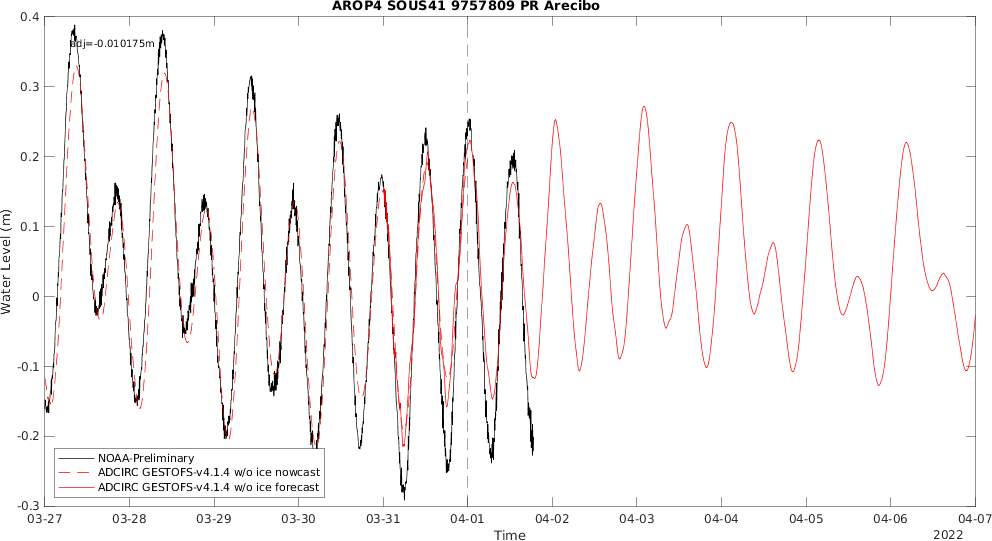 AROP4 SOUS41 9757809 PR Arecibo
adj=-0.010175m
0.4
0.3
0.2
0.1
0
-0.1
-0.2
-0.3
Water Level (m)
NOAA-Preliminary
ADCIRC GESTOFS-v4.1.4 w/o ice nowcast
ADCIRC GESTOFS-v4.1.4 w/o ice forecast
03-27 03-28 03-29 03-30 03-31 04-01 04-02 04-03 04-04 04-05 04-06 04-07
Time
2022